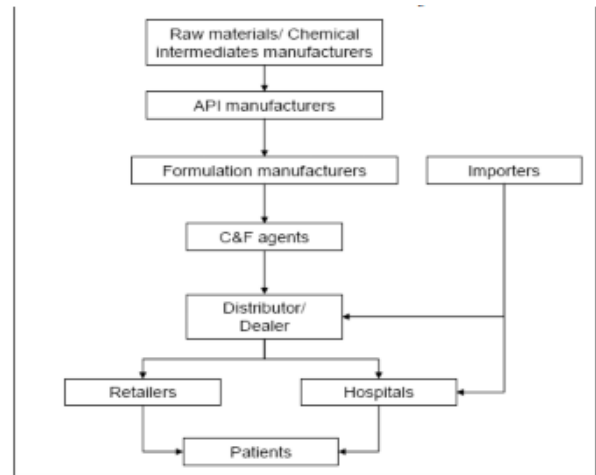 Raw materials/ Chemical
intermediates manufacturers
API manufacturers
Formulation manufacturers
Importers
C&F agents
Distributor/
Dealer
Retailers
Hospitals
Patients